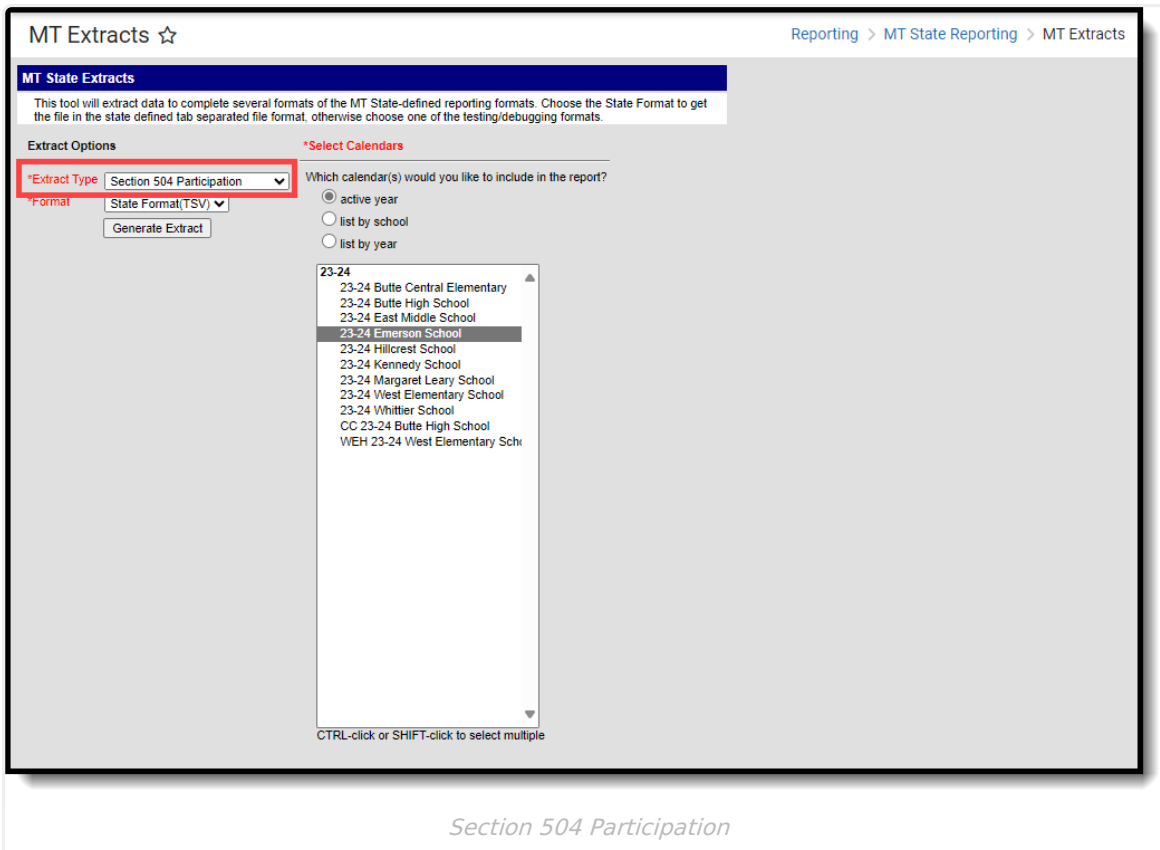 MT Extracts ☆
Reporting > MT State Reporting > MT Extracts
MT State Extracts
This tool will extract data to complete several formats of the MT State-defined reporting formats. Choose the State Format to get
the file in the state defined tab separated file format, otherwise choose one of the testing/debugging formats.
Extract Options
*Extract Type Section 504 Participation
*Format State Format(TSV)
Generate Extract
*Select Calendars
Which calendar(s) would you like to include in the report?
active year
list by school
list by year
23-24
23-24 Butte Central Elementary
23-24 Butte High School
23-24 East Middle School
23-24 Emerson School
23-24 Hillcrest School
23-24 Kennedy School
23-24 Margaret Leary School
23-24 West Elementary School
23-24 Whittier School
CC 23-24 Butte High School
WEH 23-24 West Elementary Scho
CTRL-click or SHIFT-click to select multiple
Section 504 Participation